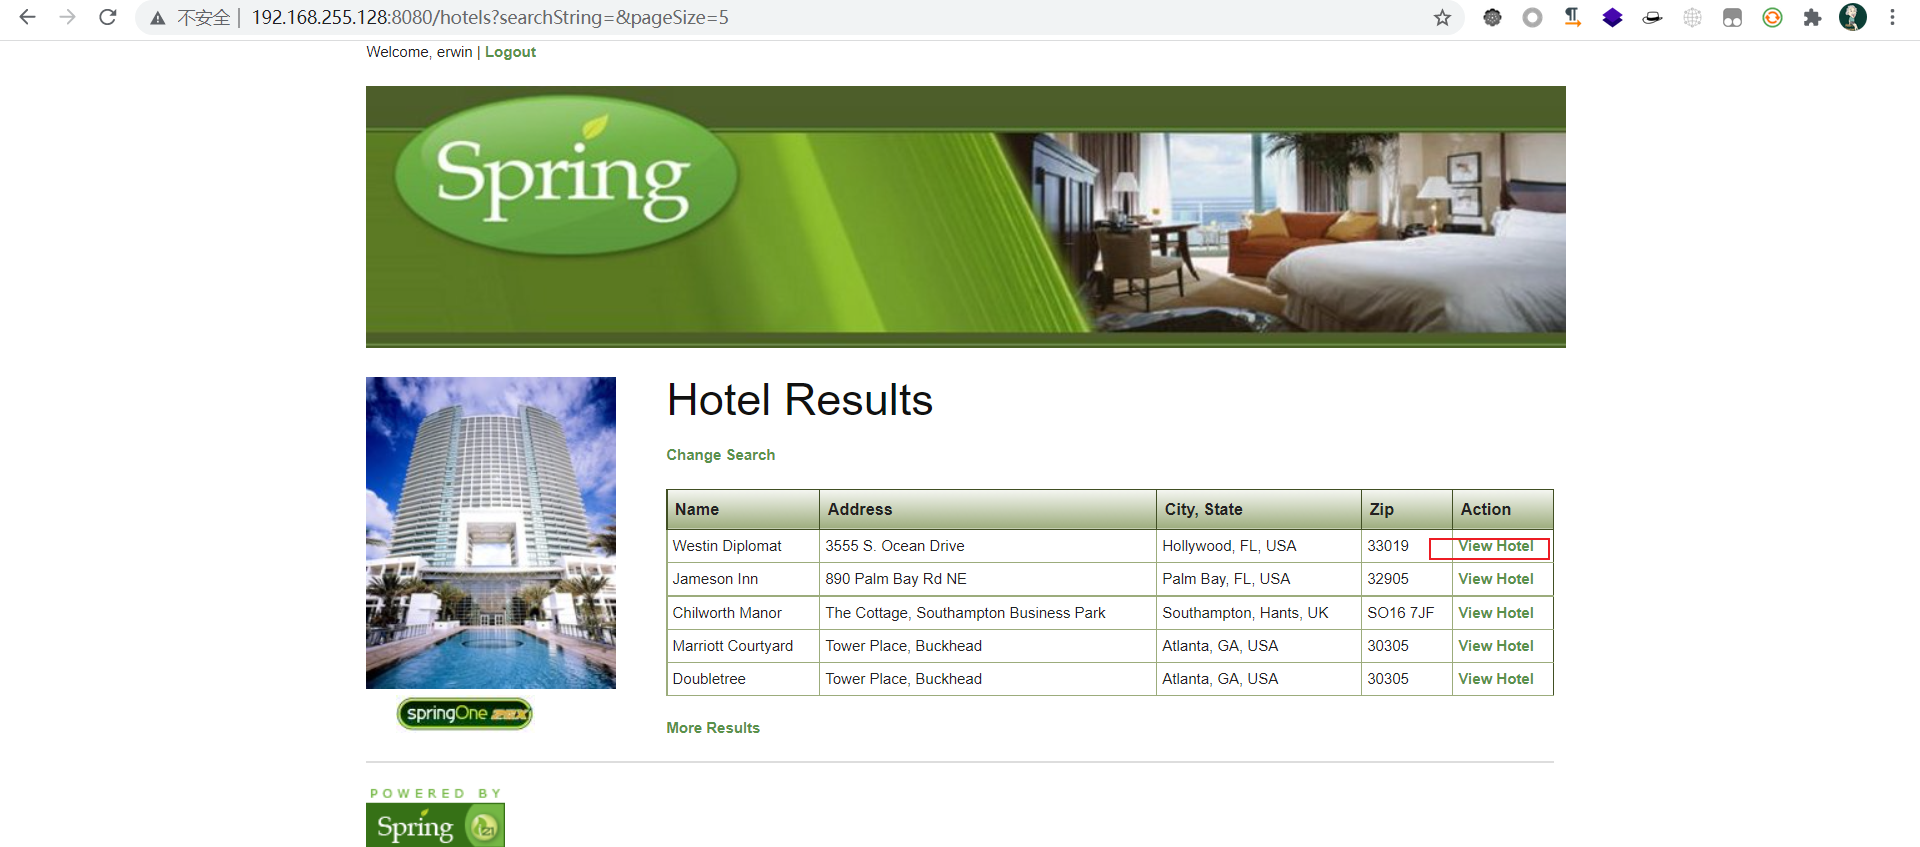 不安全 | 192.168.255.128:8080/hotels?searchString=&pageSize=5
Welcome, erwin | Logout
Spring
Hotel Results
Change Search
Name Address City, State Zip Action
Westin Diplomat 3555 S. Ocean Drive Hollywood, FL, USA 33019 View Hotel
Jameson Inn 890 Palm Bay Rd NE Palm Bay, FL, USA 32905 View Hotel
Chilworth Manor The Cottage, Southampton Business Park Southampton, Hants, UK SO16 7JF View Hotel
Marriott Courtyard Tower Place, Buckhead Atlanta, GA, USA 30305 View Hotel
Doubletree Tower Place, Buckhead Atlanta, GA, USA 30305 View Hotel
springOne 2GX
More Results
POWERED BY
Spring